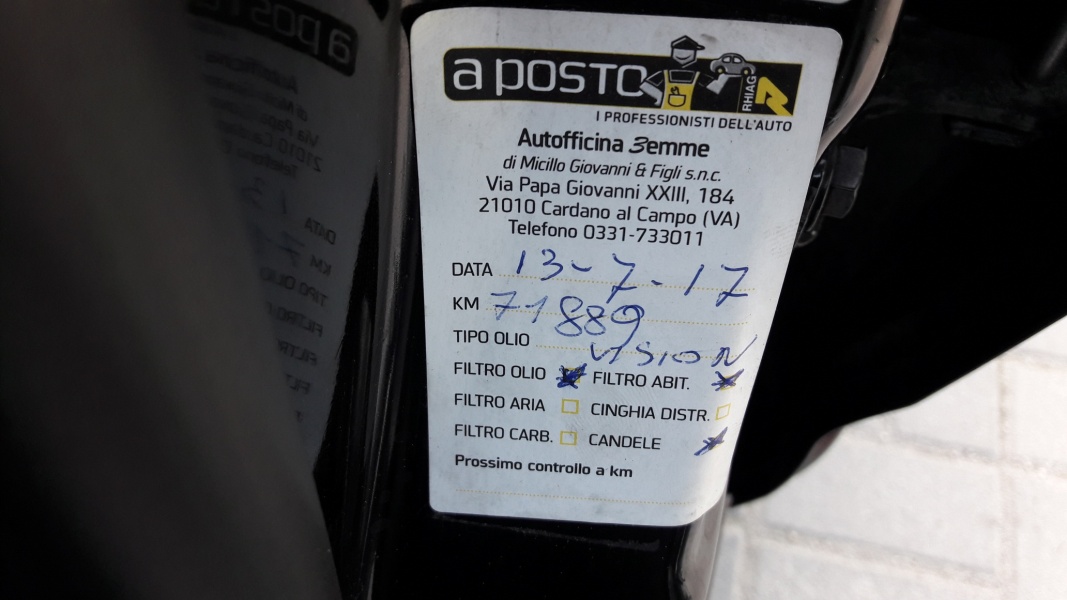 a POSTO
RHIAG
I PROFESSIONISTI DELL'AUTO
Autofficina 3emme
di Micillo Giovanni & Figli s.n.c.
Via Papa Giovanni XXIII, 184
21010 Cardano al Campo (VA)
Telefono 0331-733011
DATA 13-7-17
KM 71889
TIPO OLIO VISION
FILTRO OLIO FILTRO ABIT.
FILTRO ARIA CINGHIA DISTR.
FILTRO CARB. CANDELE
Prossimo controllo a km